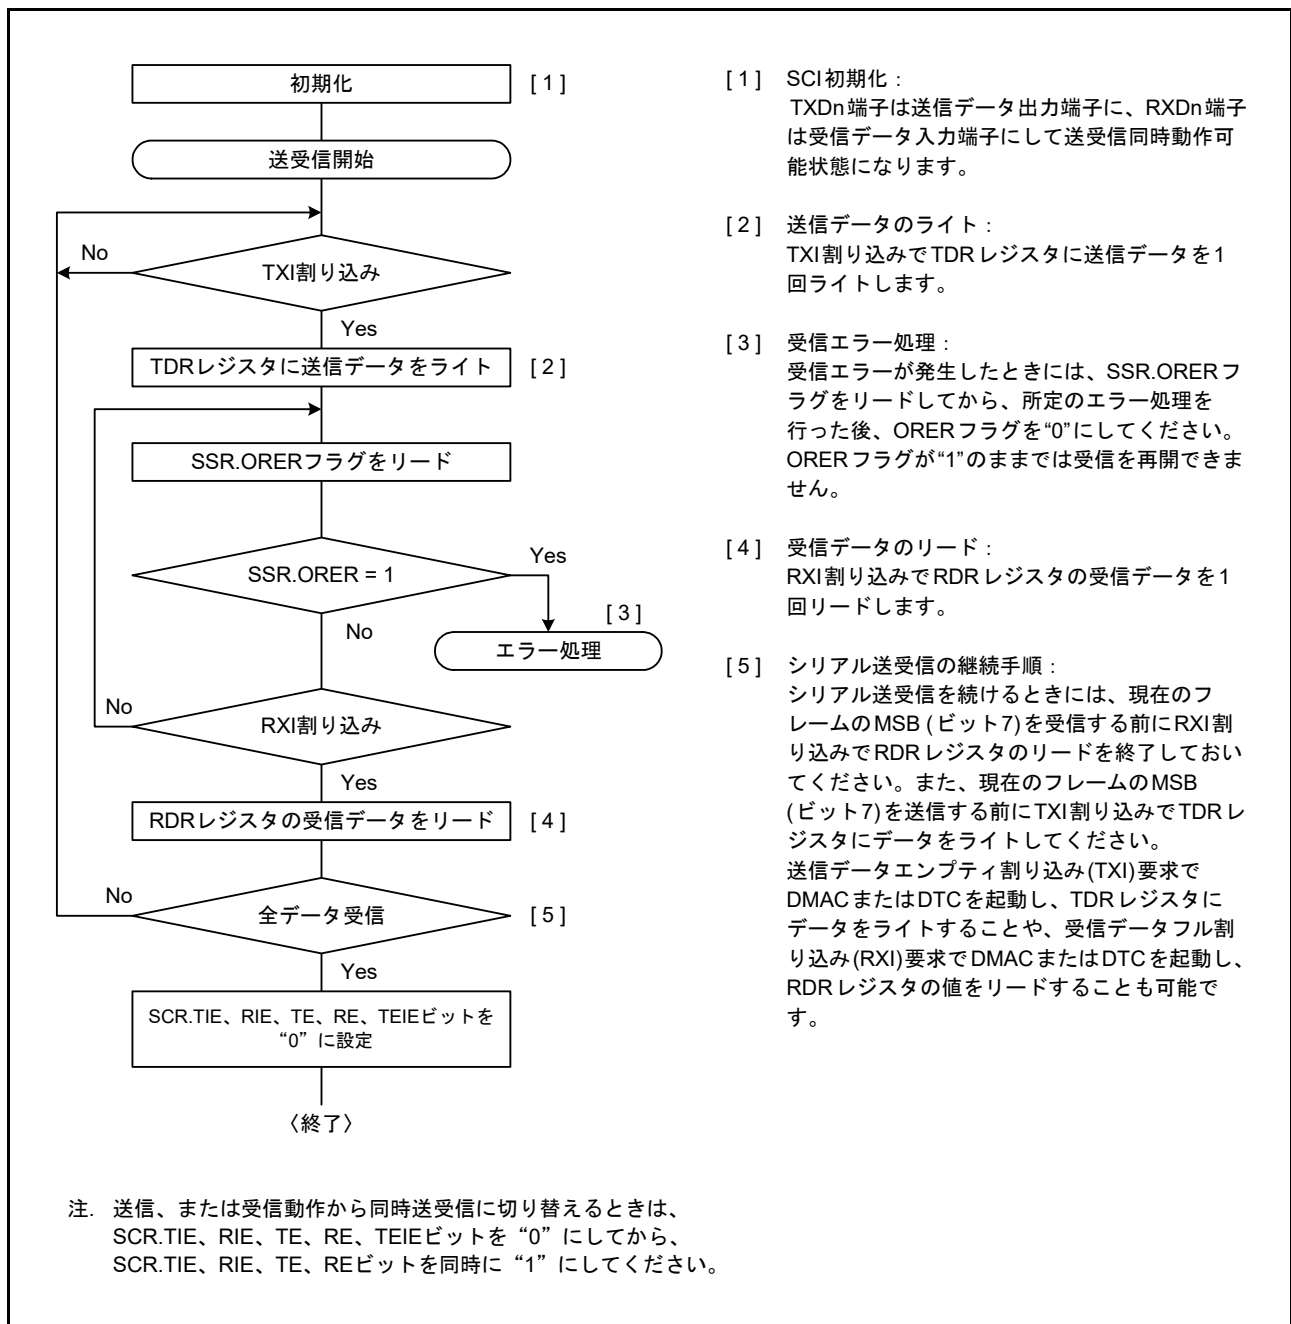 初期化
[ 1 ]
送受信開始
No
TXI割り込み
Yes
TDRレジスタに送信データをライト
[ 2 ]
SSR.ORERフラグをリード
SSR.ORER = 1
Yes
No
[ 3 ]
エラー処理
No
RXI割り込み
Yes
RDRレジスタの受信データをリード
[ 4 ]
No
全データ受信
[ 5 ]
Yes
SCR.TIE、RIE、TE、RE、TEIEビットを
“0”に設定
〈終了〉
[ 1 ] SCI初期化：
TXDn端子は送信データ出力端子に、RXDn端子
は受信データ入力端子にして送受信同時動作可
能状態になります。
[ 2 ] 送信データのライト：
TXI割り込みでTDRレジスタに送信データを1
回ライトします。
[ 3 ] 受信エラー処理：
受信エラーが発生したときには、SSR.ORERフ
ラグをリードしてから、所定のエラー処理を
行った後、ORERフラグを“0”にしてください。
ORERフラグが“1”のままでは受信を再開できま
せん。
[ 4 ] 受信データのリード：
RXI割り込みでRDRレジスタの受信データを1
回リードします。
[ 5 ] シリアル送受信の継続手順：
シリアル送受信を続けるときには、現在のフ
レームのMSB (ビット7)を受信する前にRXI割
り込みでRDRレジスタのリードを終了しておい
てください。また、現在のフレームのMSB
(ビット7)を送信する前にTXI割り込みでTDRレ
ジスタにデータをライトしてください。
送信データエンプティ割り込み(TXI)要求で
DMACまたはDTCを起動し、TDRレジスタに
データをライトすることや、受信データフル割
り込み(RXI)要求でDMACまたはDTCを起動し、
RDRレジスタの値をリードすることも可能で
す。
注. 送信、または受信動作から同時送受信に切り替えるときは、
SCR.TIE、RIE、TE、RE、TEIEビットを“0”にしてから、
SCR.TIE、RIE、TE、REビットを同時に“1”にしてください。